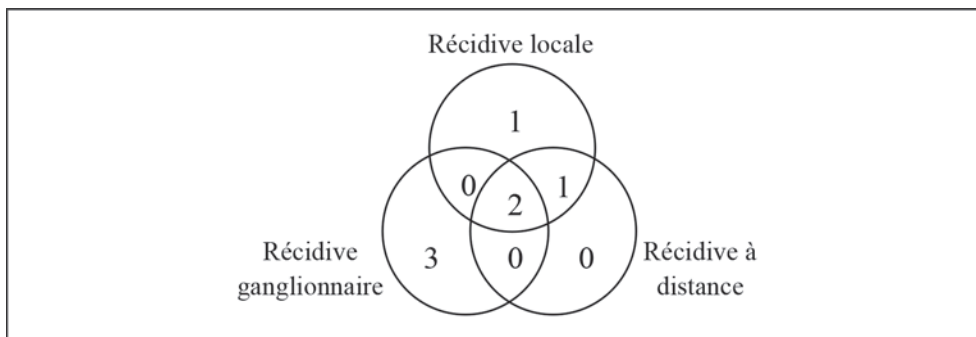 Récidive locale
1
0
1
2
Récidive
ganglionnaire
3
0
0
Récidive à
distance